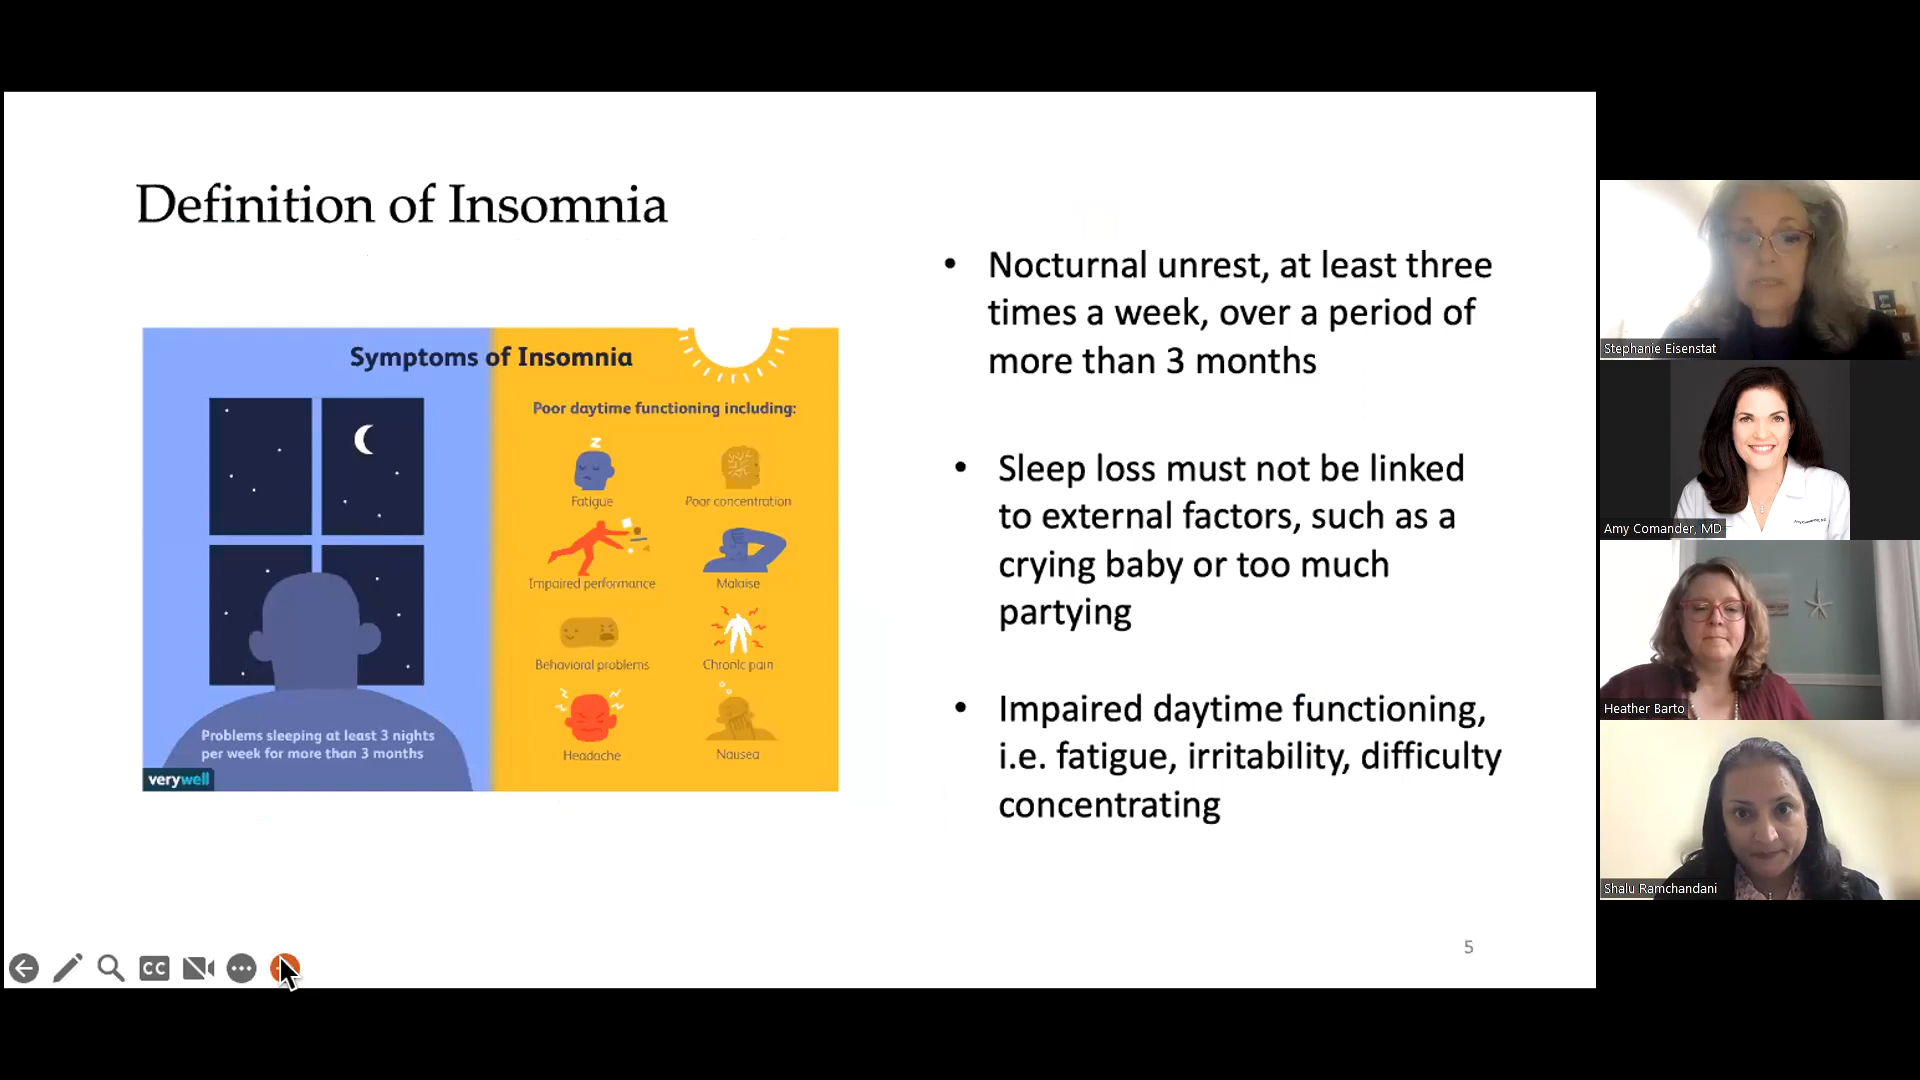 Definition of Insomnia
Symptoms of Insomnia
Problems sleeping at least 3 nights
per week for more than 3 months
verywell
Poor daytime functioning including:
Z
Fatigue
Poor concentration
Impaired performance
Malaise
Behavioral problems
Chronic pain
Headache
Nausea
• Nocturnal unrest, at least three
times a week, over a period of
more than 3 months
• Sleep loss must not be linked
to external factors, such as a
crying baby or too much
partying
• Impaired daytime functioning,
i.e. fatigue, irritability, difficulty
concentrating
5
CC
Stephanie Eisenstat
Amy Comander, MD
Heather Barto
Shalu Ramchandani